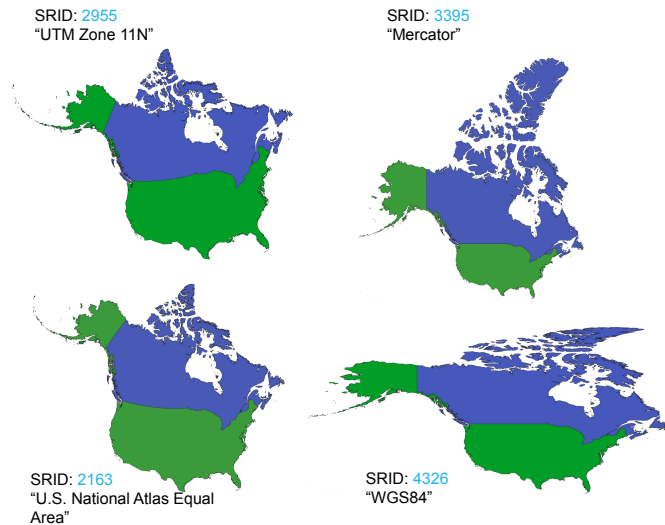 SRID: 2955
“UTM Zone 11N”
SRID: 3395
“Mercator”
SRID: 2163
“U.S. National Atlas Equal
Area”
SRID: 4326
“WGS84”